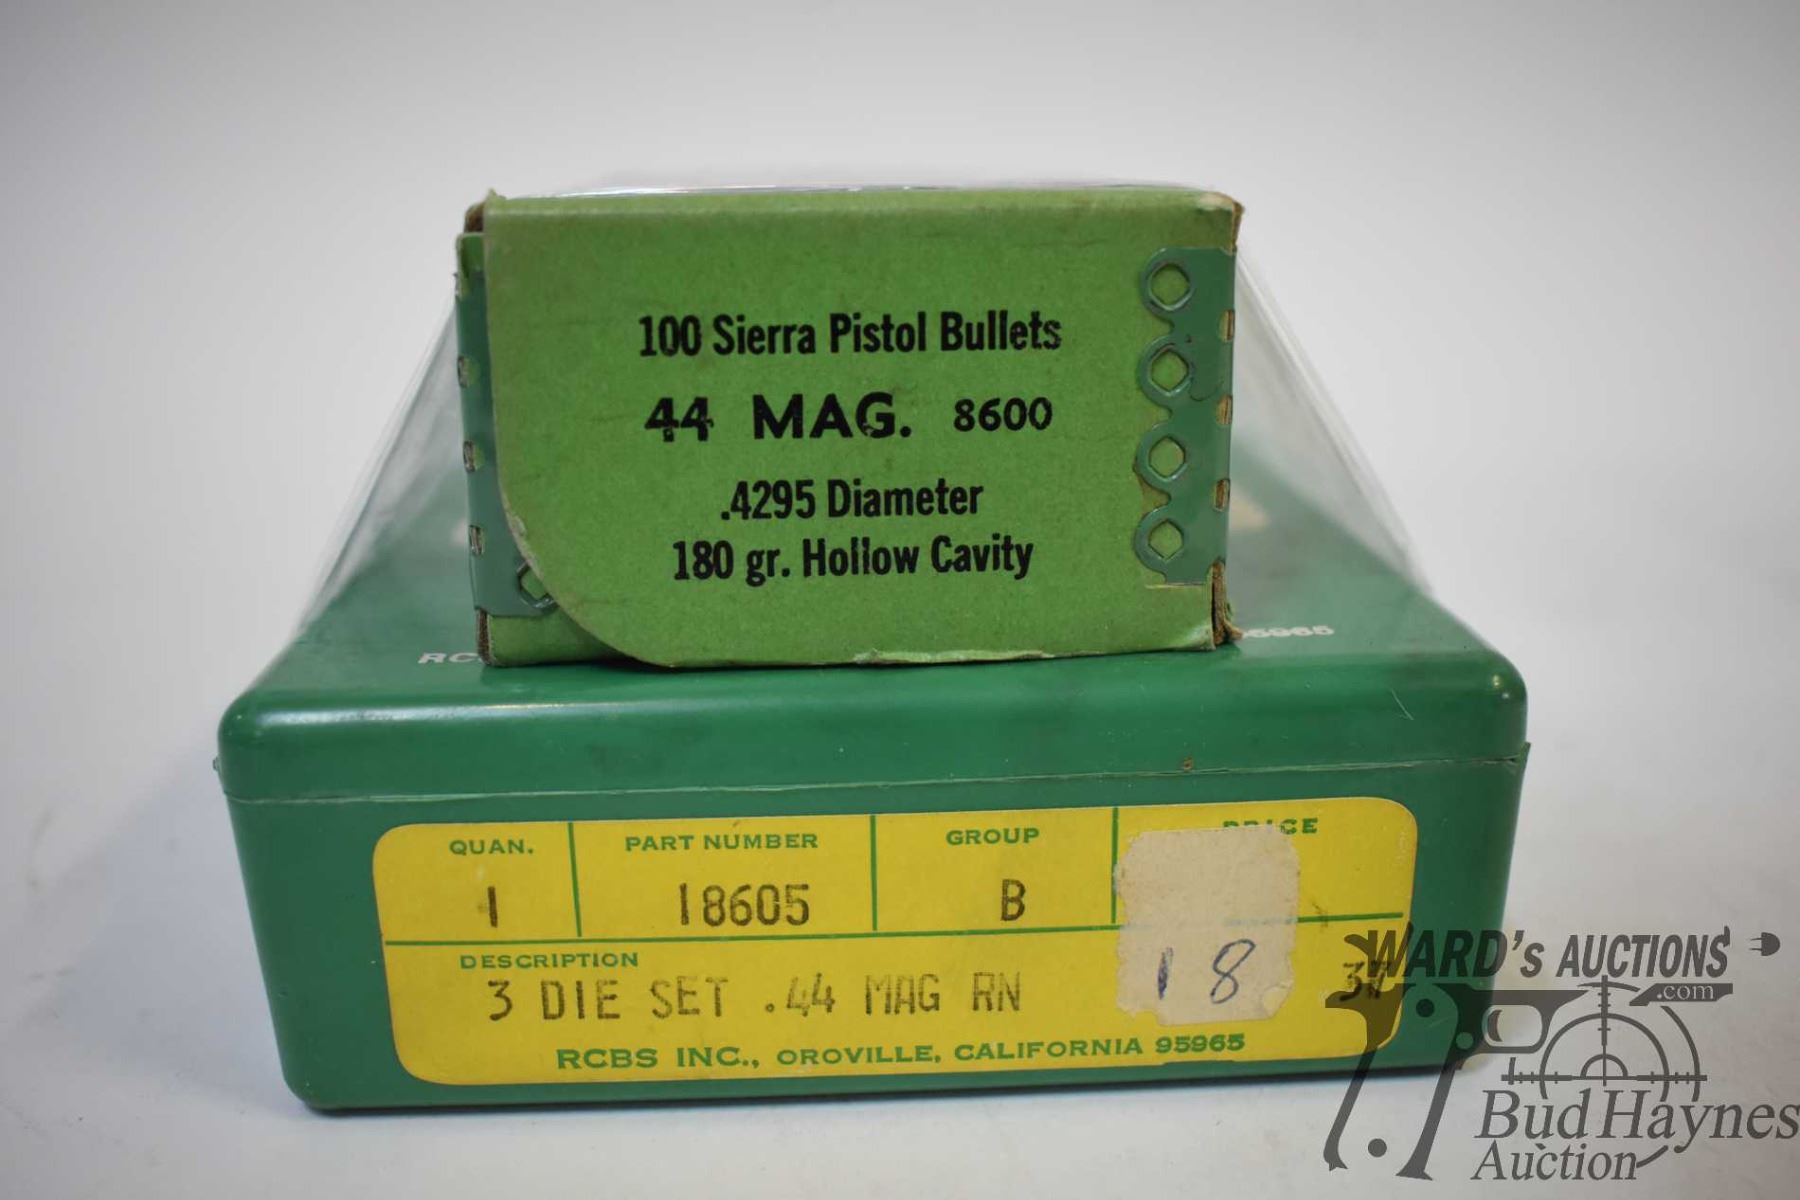 100 Sierra Pistol Bullets
44 MAG. 8600
.4295 Diameter
180 gr. Hollow Cavity
QUAN. PART NUMBER GROUP
1 18605 B
DESCRIPTION
3 DIE SET .44 MAG RN
18
RCBS INC., OROVILLE, CALIFORNIA 95965
WARD's AUCTIONS
.com
Bud Haynes
Auction